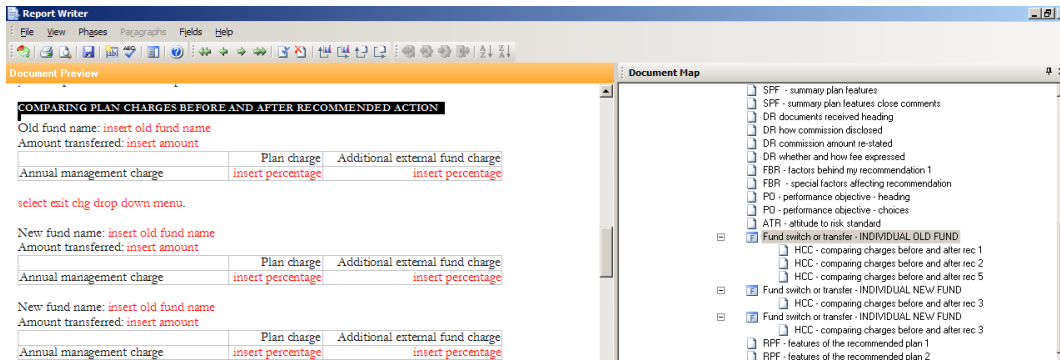 Report Writer
File View Phases Paragraphs Fields Help
Document Preview
COMPARING PLAN CHARGES BEFORE AND AFTER RECOMMENDED ACTION
Old fund name: insert old fund name
Amount transferred: insert amount
Plan charge Additional external fund charge
Annual management charge insert percentage insert percentage
select exit chg drop down menu.
New fund name: insert old fund name
Amount transferred: insert amount
Plan charge Additional external fund charge
Annual management charge insert percentage insert percentage
New fund name: insert old fund name
Amount transferred: insert amount
Plan charge Additional external fund charge
Annual management charge insert percentage insert percentage
Document Map
SPF - summary plan features
SPF - summary plan features close comments
DR documents received heading
DR how commission disclosed
DR commission amount re-stated
DR whether and how fee expressed
FBR - factors behind my recommendation 1
FBR - special factors affecting recommendation
PO - performance objective - heading
PO - performance objective - choices
ATR - attitude to risk standard
Fund switch or transfer - INDIVIDUAL OLD FUND
HCC - comparing charges before and after rec 1
HCC - comparing charges before and after rec 2
HCC - comparing charges before and after rec 5
Fund switch or transfer - INDIVIDUAL NEW FUND
HCC - comparing charges before and after rec 3
Fund switch or transfer - INDIVIDUAL NEW FUND
HCC - comparing charges before and after rec 3
RPF - features of the recommended plan 1
RPF - features of the recommended plan 2